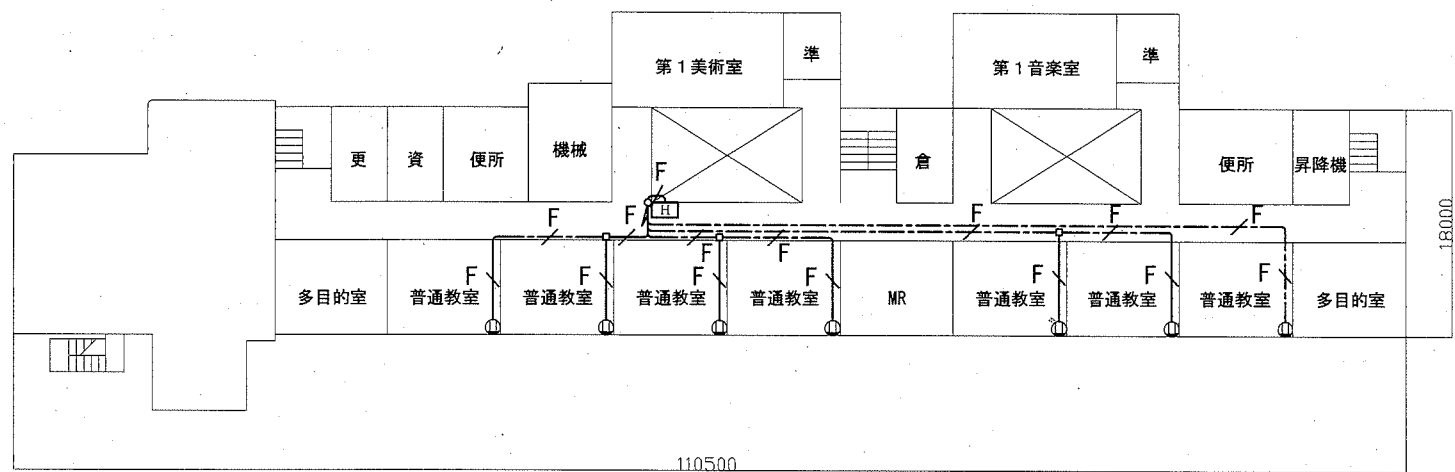 準
準
第1美術室
第1音楽室
機械
更
資
便所
倉
便所
昇降機
F
H
F
F
F
F
F
F
F
18000
F
F
F
F
F
F
F
多目的室
普通教室
普通教室
普通教室
普通教室
MR
普通教室
普通教室
普通教室
多目的室
110500